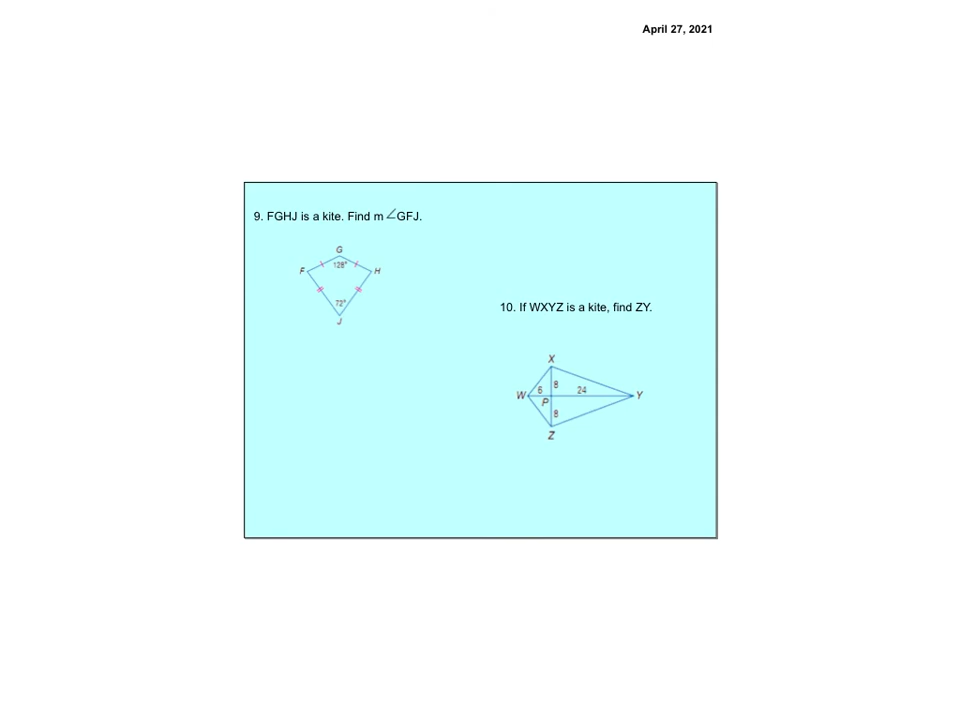 April 27, 2021
9. FGHJ is a kite. Find m∠GFJ.
G
F 128° H
72°
J
10. If WXYZ is a kite, find ZY.
X
W 6 8 24 Y
P
8
Z